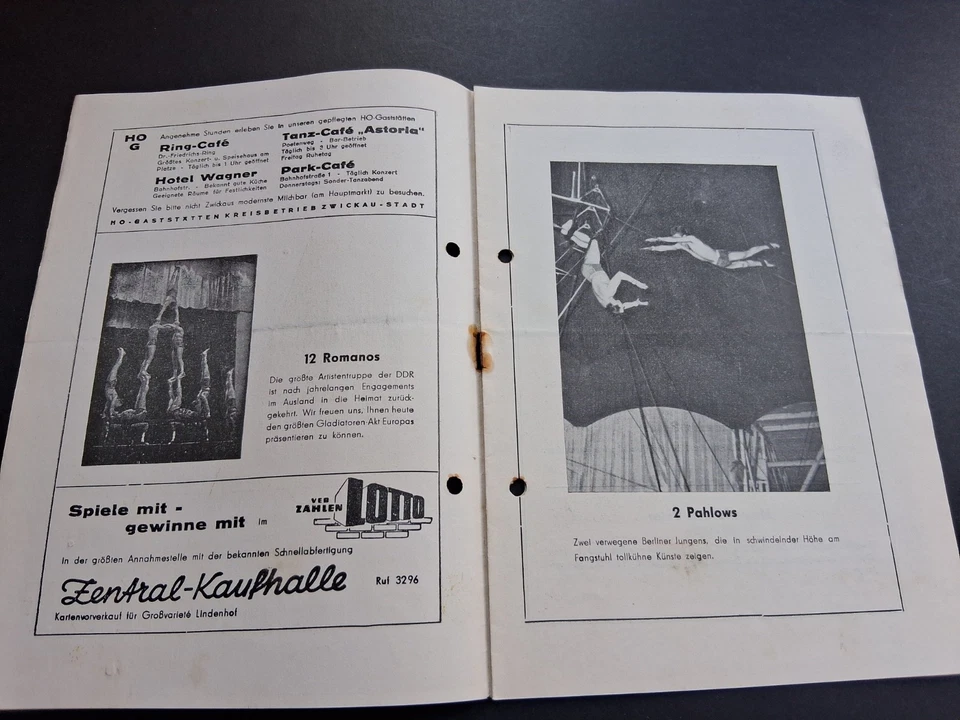 HO
G
Angenehme Stunden erleben Sie in unseren gepflegten HO-Gaststätten
Ring-Café
Dr.-Friedrichs-Ring
Größtes Konzert- u. Speisehaus am
Platze - Täglich bis 1 Uhr geöffnet
Hotel Wagner
Bahnhofstr. - Bekannt gute Küche
Geeignete Räume für Festlichkeiten
Tanz-Café „Astoria"
Poetenweg - Bar-Betrieb
Täglich bis 3 Uhr geöffnet
Freitag Ruhetag
Park-Café
Bahnhofstraße 1 - Täglich Konzert
Donnerstags: Sonder-Tanzabend
Vergessen Sie bitte nicht Zwickaus modernste Milchbar (am Hauptmarkt) zu besuchen.
HO-GASTSTÄTTEN KREISBETRIEB ZWICKAU-STADT
12 Romanos
Die größte Artistentruppe der DDR
ist nach jahrelangen Engagements
im Ausland in die Heimat zurück-
gekehrt. Wir freuen uns, Ihnen heute
den größten Gladiatoren-Akt Europas
präsentieren zu können.
Spiele mit -
gewinne mit im
VEB
ZAHLEN
LOTTO
In der größten Annahmestelle mit der bekannten Schnellabfertigung
Zentral-Kaufhalle
Ruf 3296
Kartenvorverkauf für Großvarieté Lindenhof
2 Pahlows
Zwei verwegene Berliner Jungens, die in schwindelnder Höhe am
Fangstuhl tollkühne Künste zeigen.